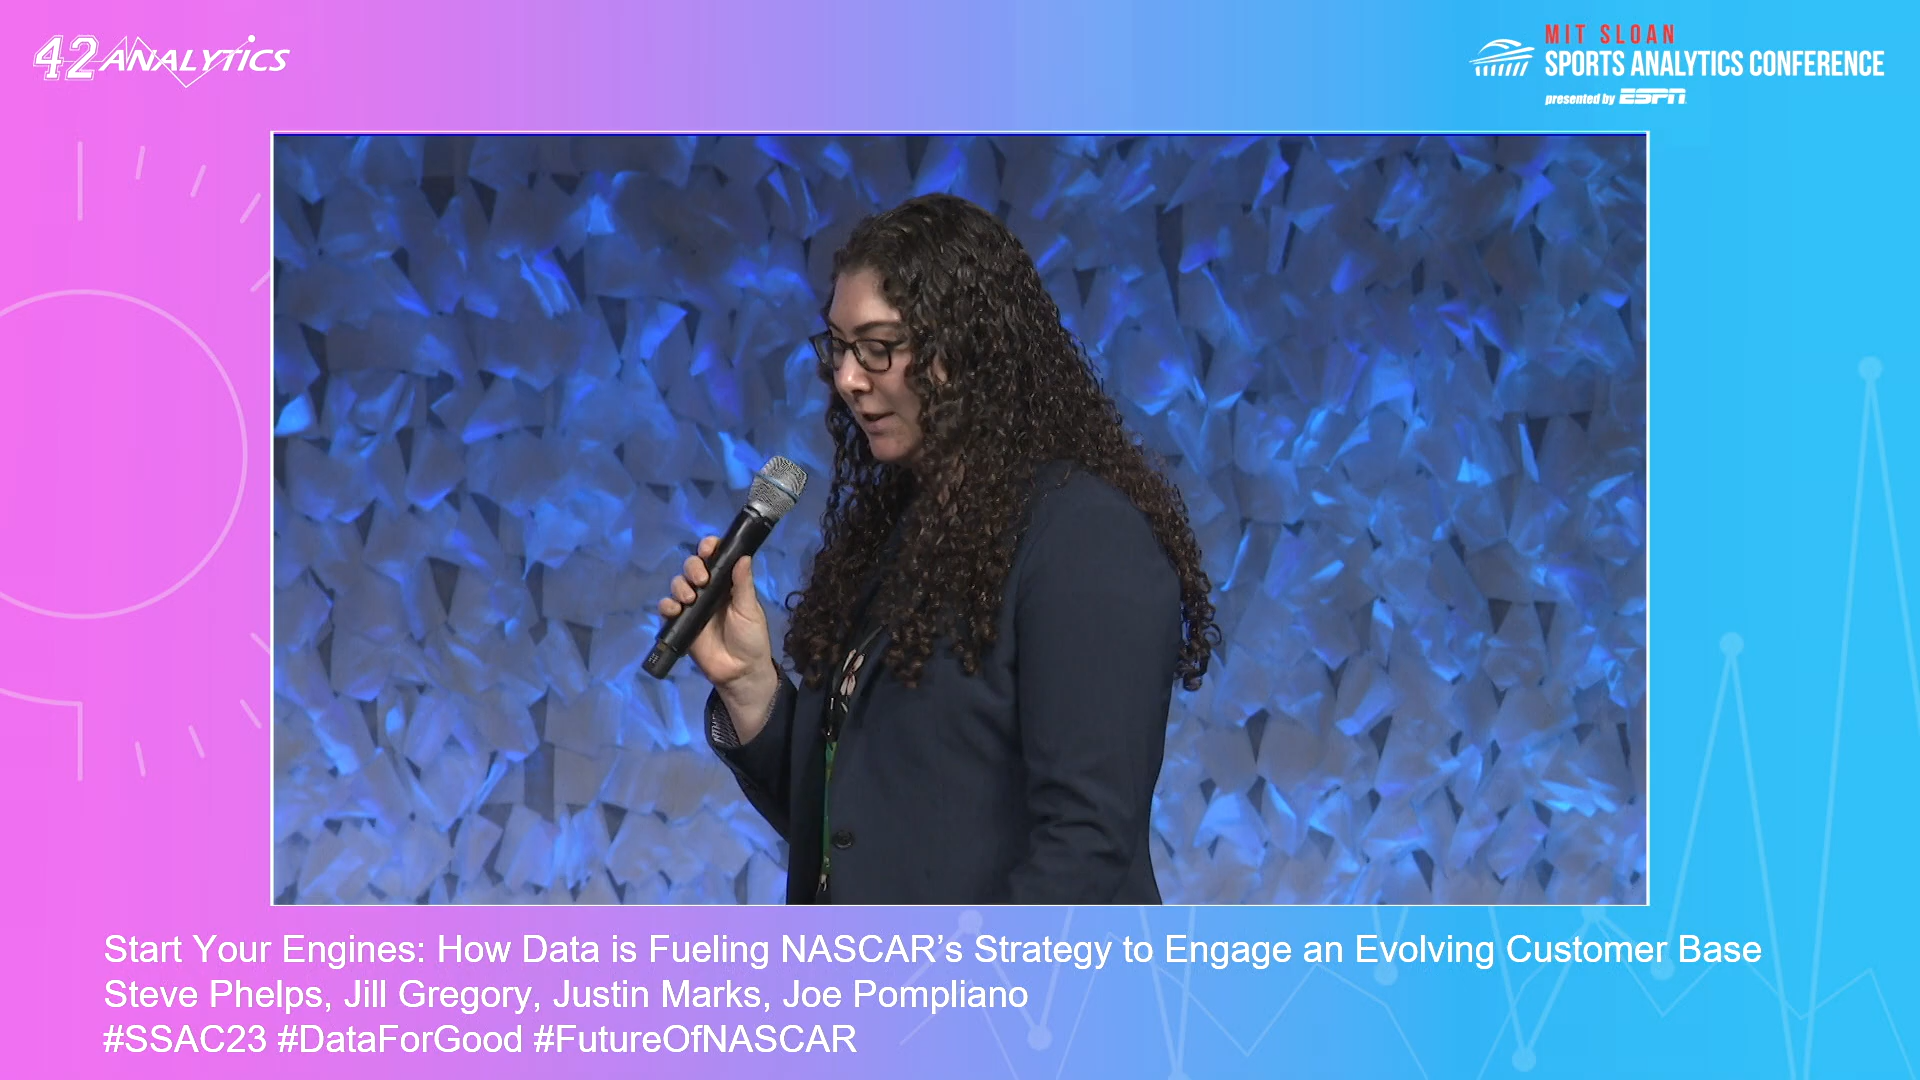 42 ANALYTICS
MIT SLOAN
SPORTS ANALYTICS CONFERENCE
presented by ESPN
Start Your Engines: How Data is Fueling NASCAR’s Strategy to Engage an Evolving Customer Base
Steve Phelps, Jill Gregory, Justin Marks, Joe Pompliano
#SSAC23 #DataForGood #FutureOfNASCAR